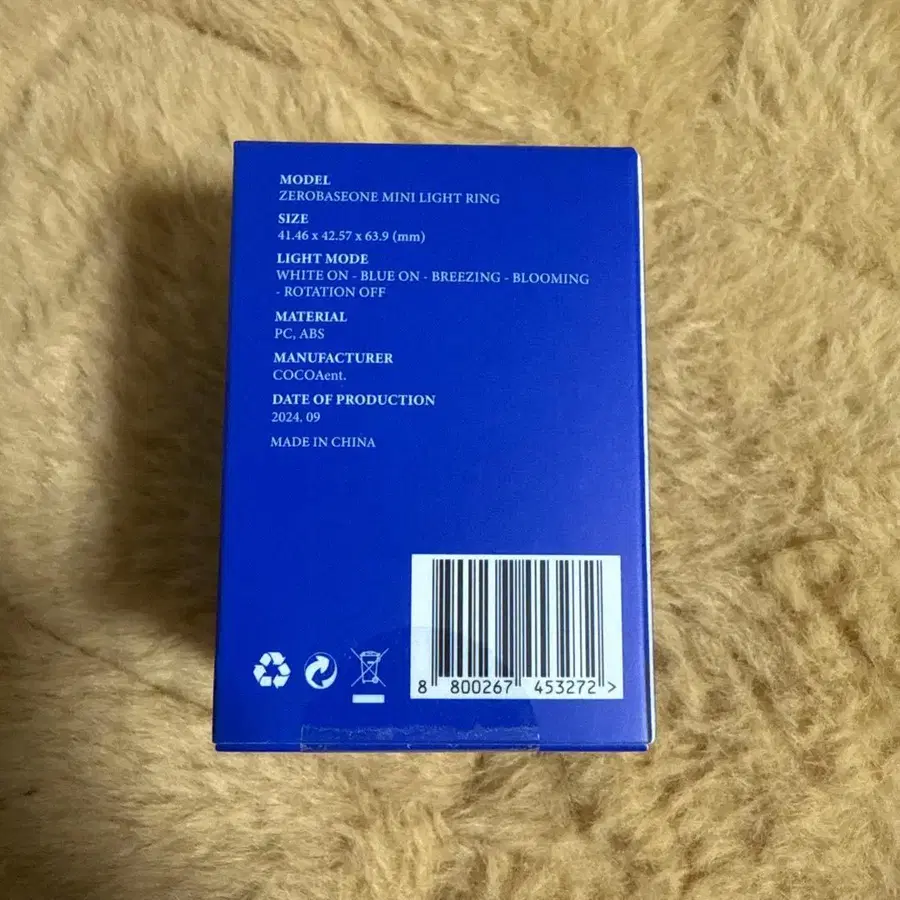 MODEL
ZEROBASEONE MINI LIGHT RING
SIZE
41.46 x 42.57 x 63.9 (mm)
LIGHT MODE
WHITE ON - BLUE ON - BREEZING - BLOOMING
- ROTATION OFF
MATERIAL
PC, ABS
MANUFACTURER
COCOAent.
DATE OF PRODUCTION
2024. 09
MADE IN CHINA
8 800267 453272 >